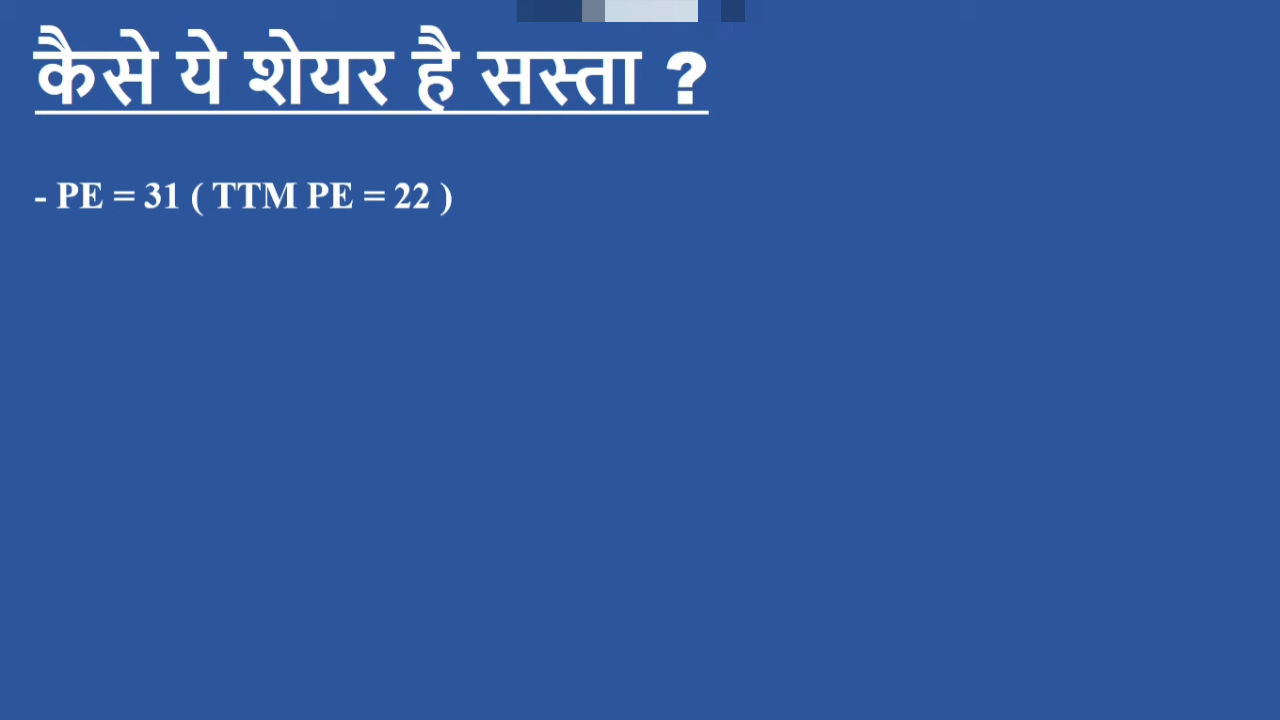 कैसे ये शेयर है सस्ता ?
- PE = 31 ( TTM PE = 22 )